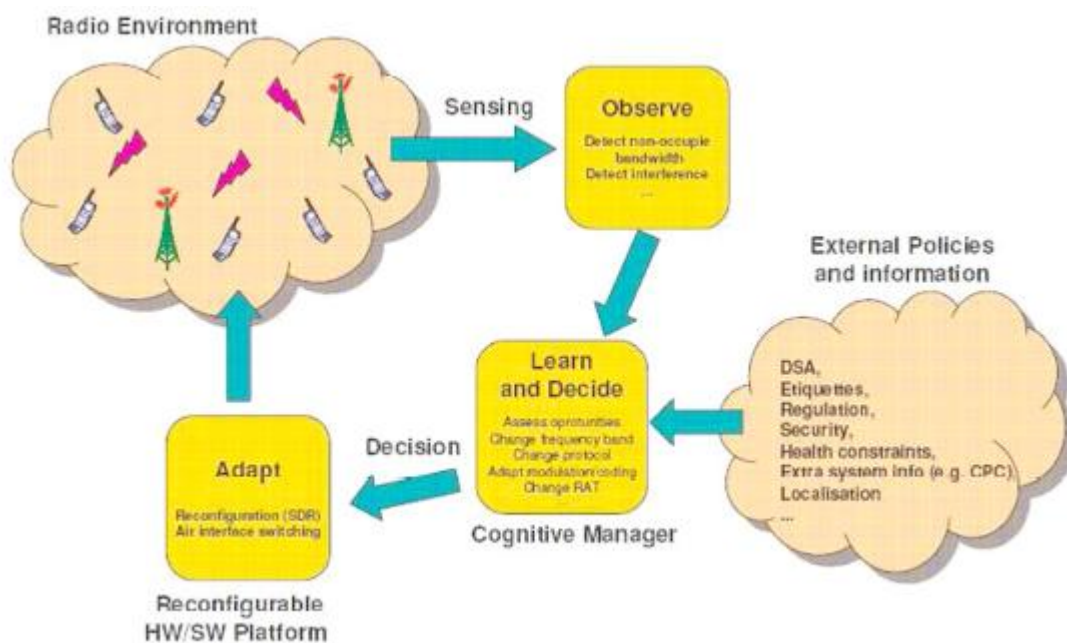 Radio Environment
Sensing
Observe
Detect non-occupie
bandwidth
Detect interference
...
External Policies
and information
DSA,
Etiquettes,
Regulation,
Security,
Health constraints,
Extra system info (e.g. CPC),
Localisation
...
Learn
and Decide
Assess oprotunities
Change frequency band
Change protocol
Adapt modulation/coding
Change RAT
Cognitive Manager
Decision
Adapt
Reconfiguration (SDR)
Air interface switching
Reconfigurable
HW/SW Platform